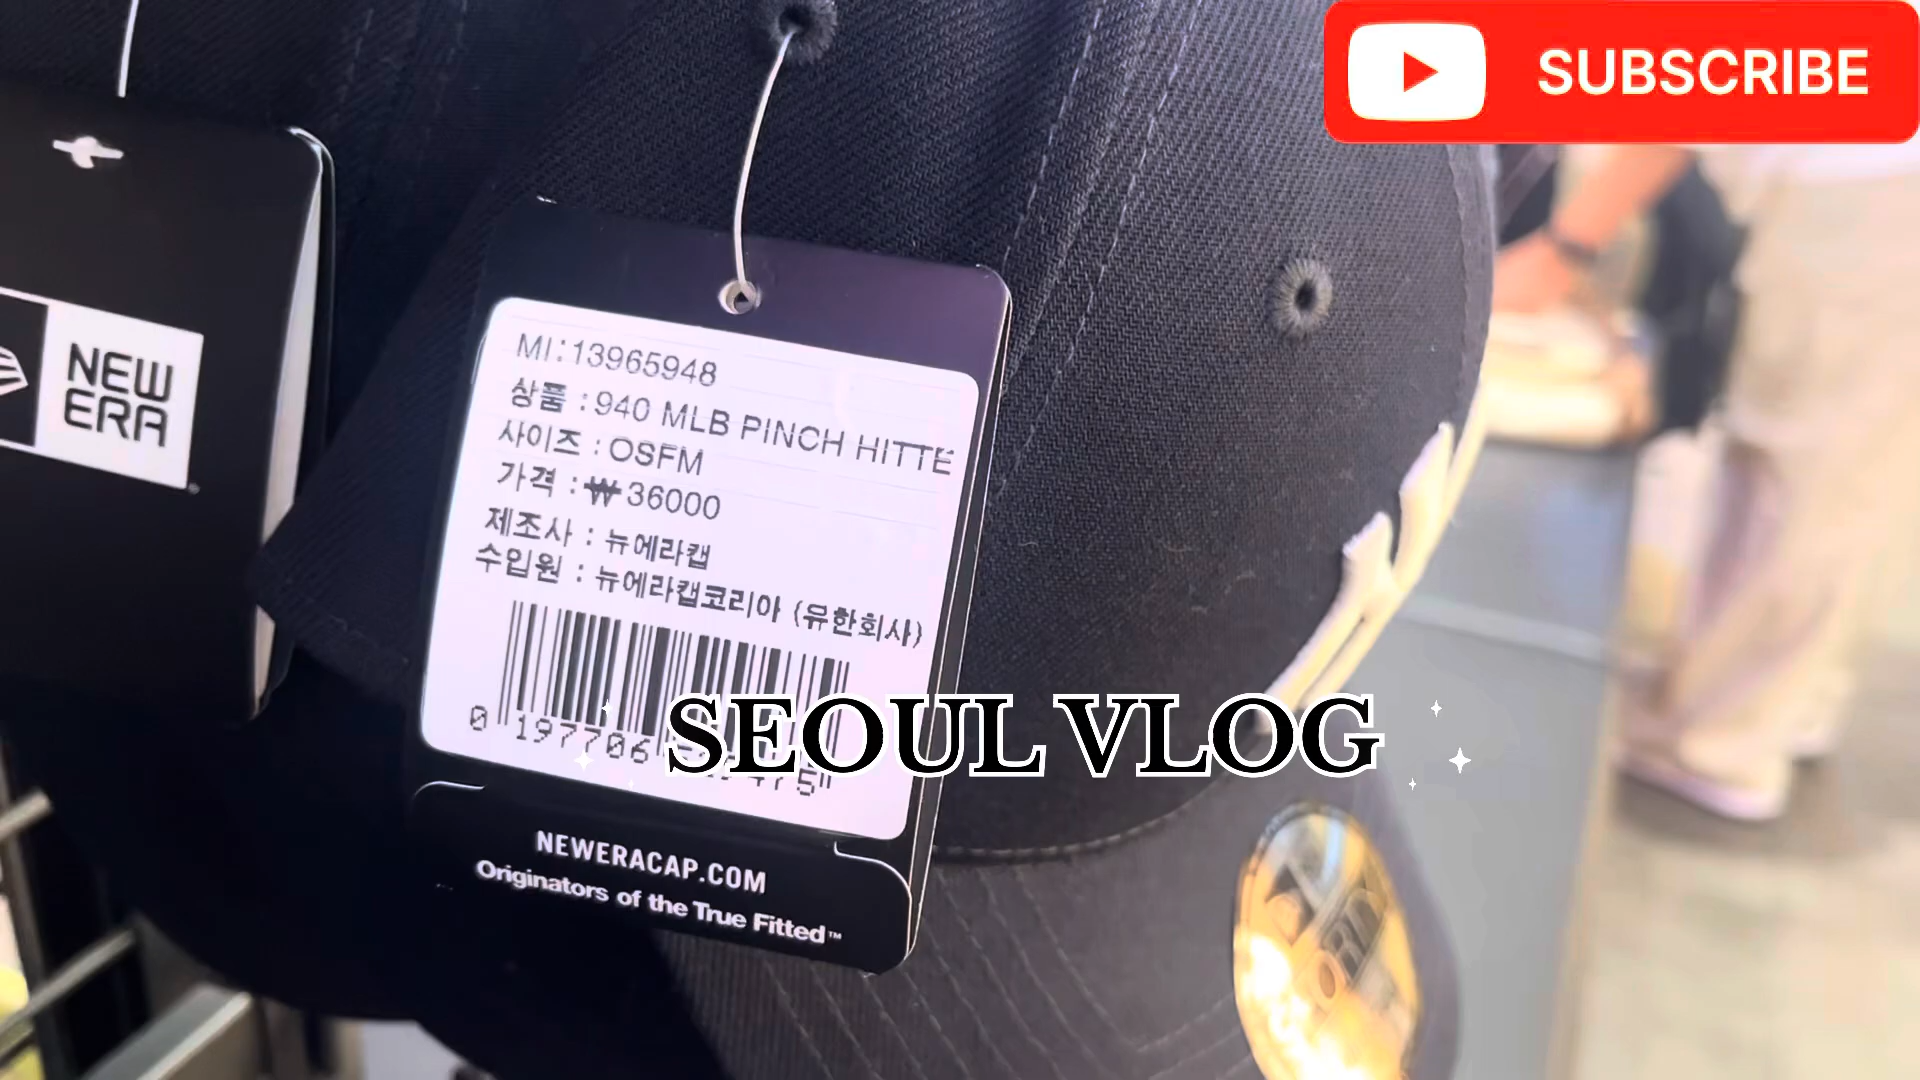 SUBSCRIBE
NEW
ERA
MI:13965948
상품 :940 MLB PINCH HITTE
사이즈 : OSFM
가격 : ₩36000
제조사 : 뉴에라캡
수입원 : 뉴에라캡코리아 (유한회사)
0 197706
SEOUL VLOG
NEWERACAP.COM
Originators of the True Fitted™